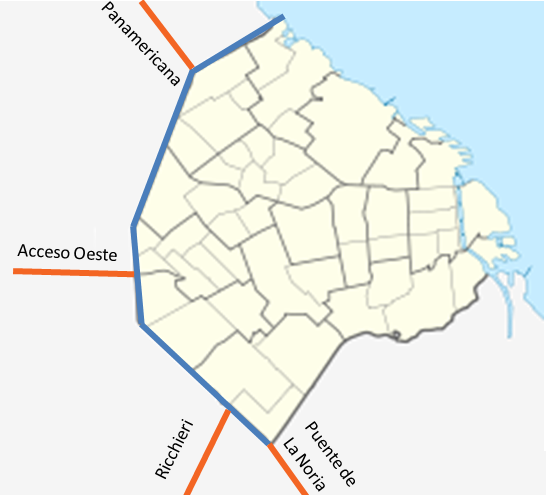 Panamericana
Acceso Oeste
Ricchieri
Puente de
La Noria